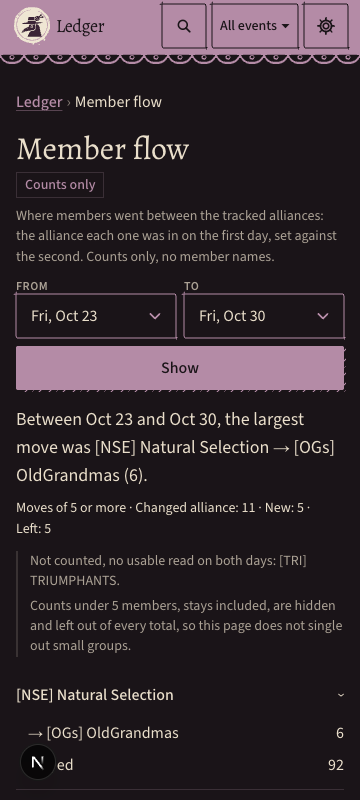 Ledger
All events
Ledger › Member flow
Member flow
Counts only
Where members went between the tracked alliances:
the alliance each one was in on the first day, set against
the second. Counts only, no member names.
FROM
TO
Fri, Oct 23
Fri, Oct 30
Show
Between Oct 23 and Oct 30, the largest
move was [NSE] Natural Selection → [OGs]
OldGrandmas (6).
Moves of 5 or more · Changed alliance: 11 · New: 5 ·
Left: 5
Not counted, no usable read on both days: [TRI]
TRIUMPHANTS.
Counts under 5 members, stays included, are hidden
and left out of every total, so this page does not single
out small groups.
[NSE] Natural Selection
→ [OGs] OldGrandmas 6
N
92